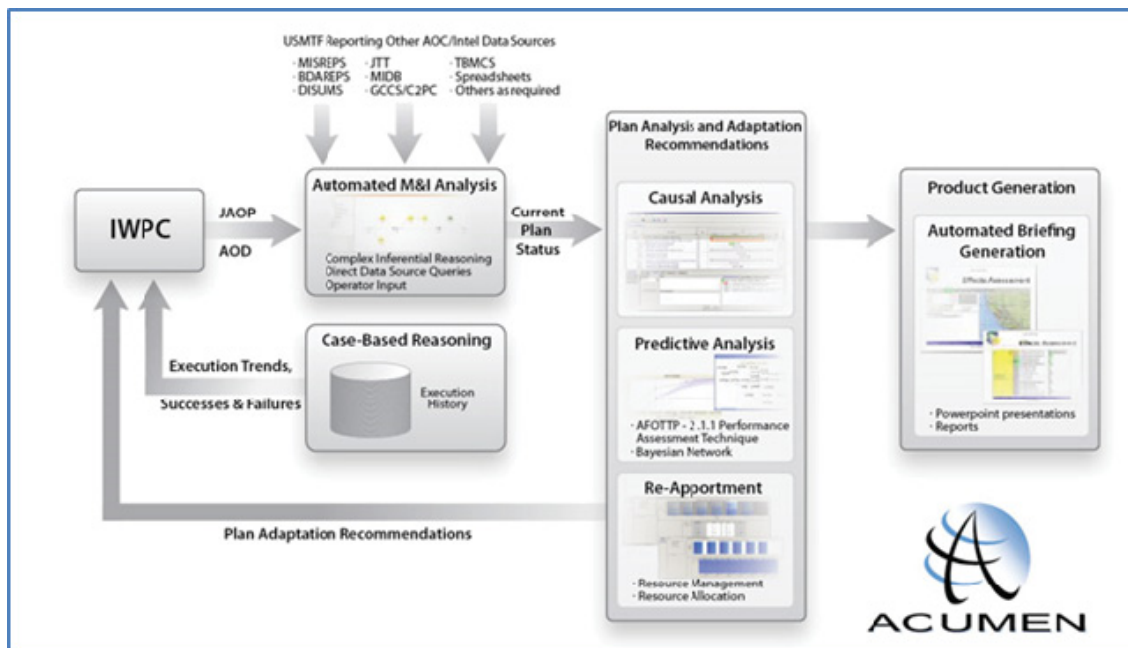 USMTF Reporting Other AOC/Intel Data Sources
· MISREPS
· BDAREPS
· DISUMS
· JTT
· MIDB
· GCCS/C2PC
· TBMCS
· Spreadsheets
· Others as required
IWPC
JAOP
AOD
Automated M&I Analysis
Complex Inferential Reasoning
Direct Data Source Queries
Operator Input
Current
Plan
Status
Case-Based Reasoning
Execution
History
Execution Trends,
Successes & Failures
Plan Adaptation Recommendations
Plan Analysis and Adaptation
Recommendations
Causal Analysis
Predictive Analysis
· AFOTTP - 2.1.1 Performance
Assessment Technique
· Bayesian Network
Re-Apportment
· Resource Management
· Resource Allocation
Product Generation
Automated Briefing
Generation
Effects Assessment
Effects Assessment
· Powerpoint presentations
· Reports
ACUMEN